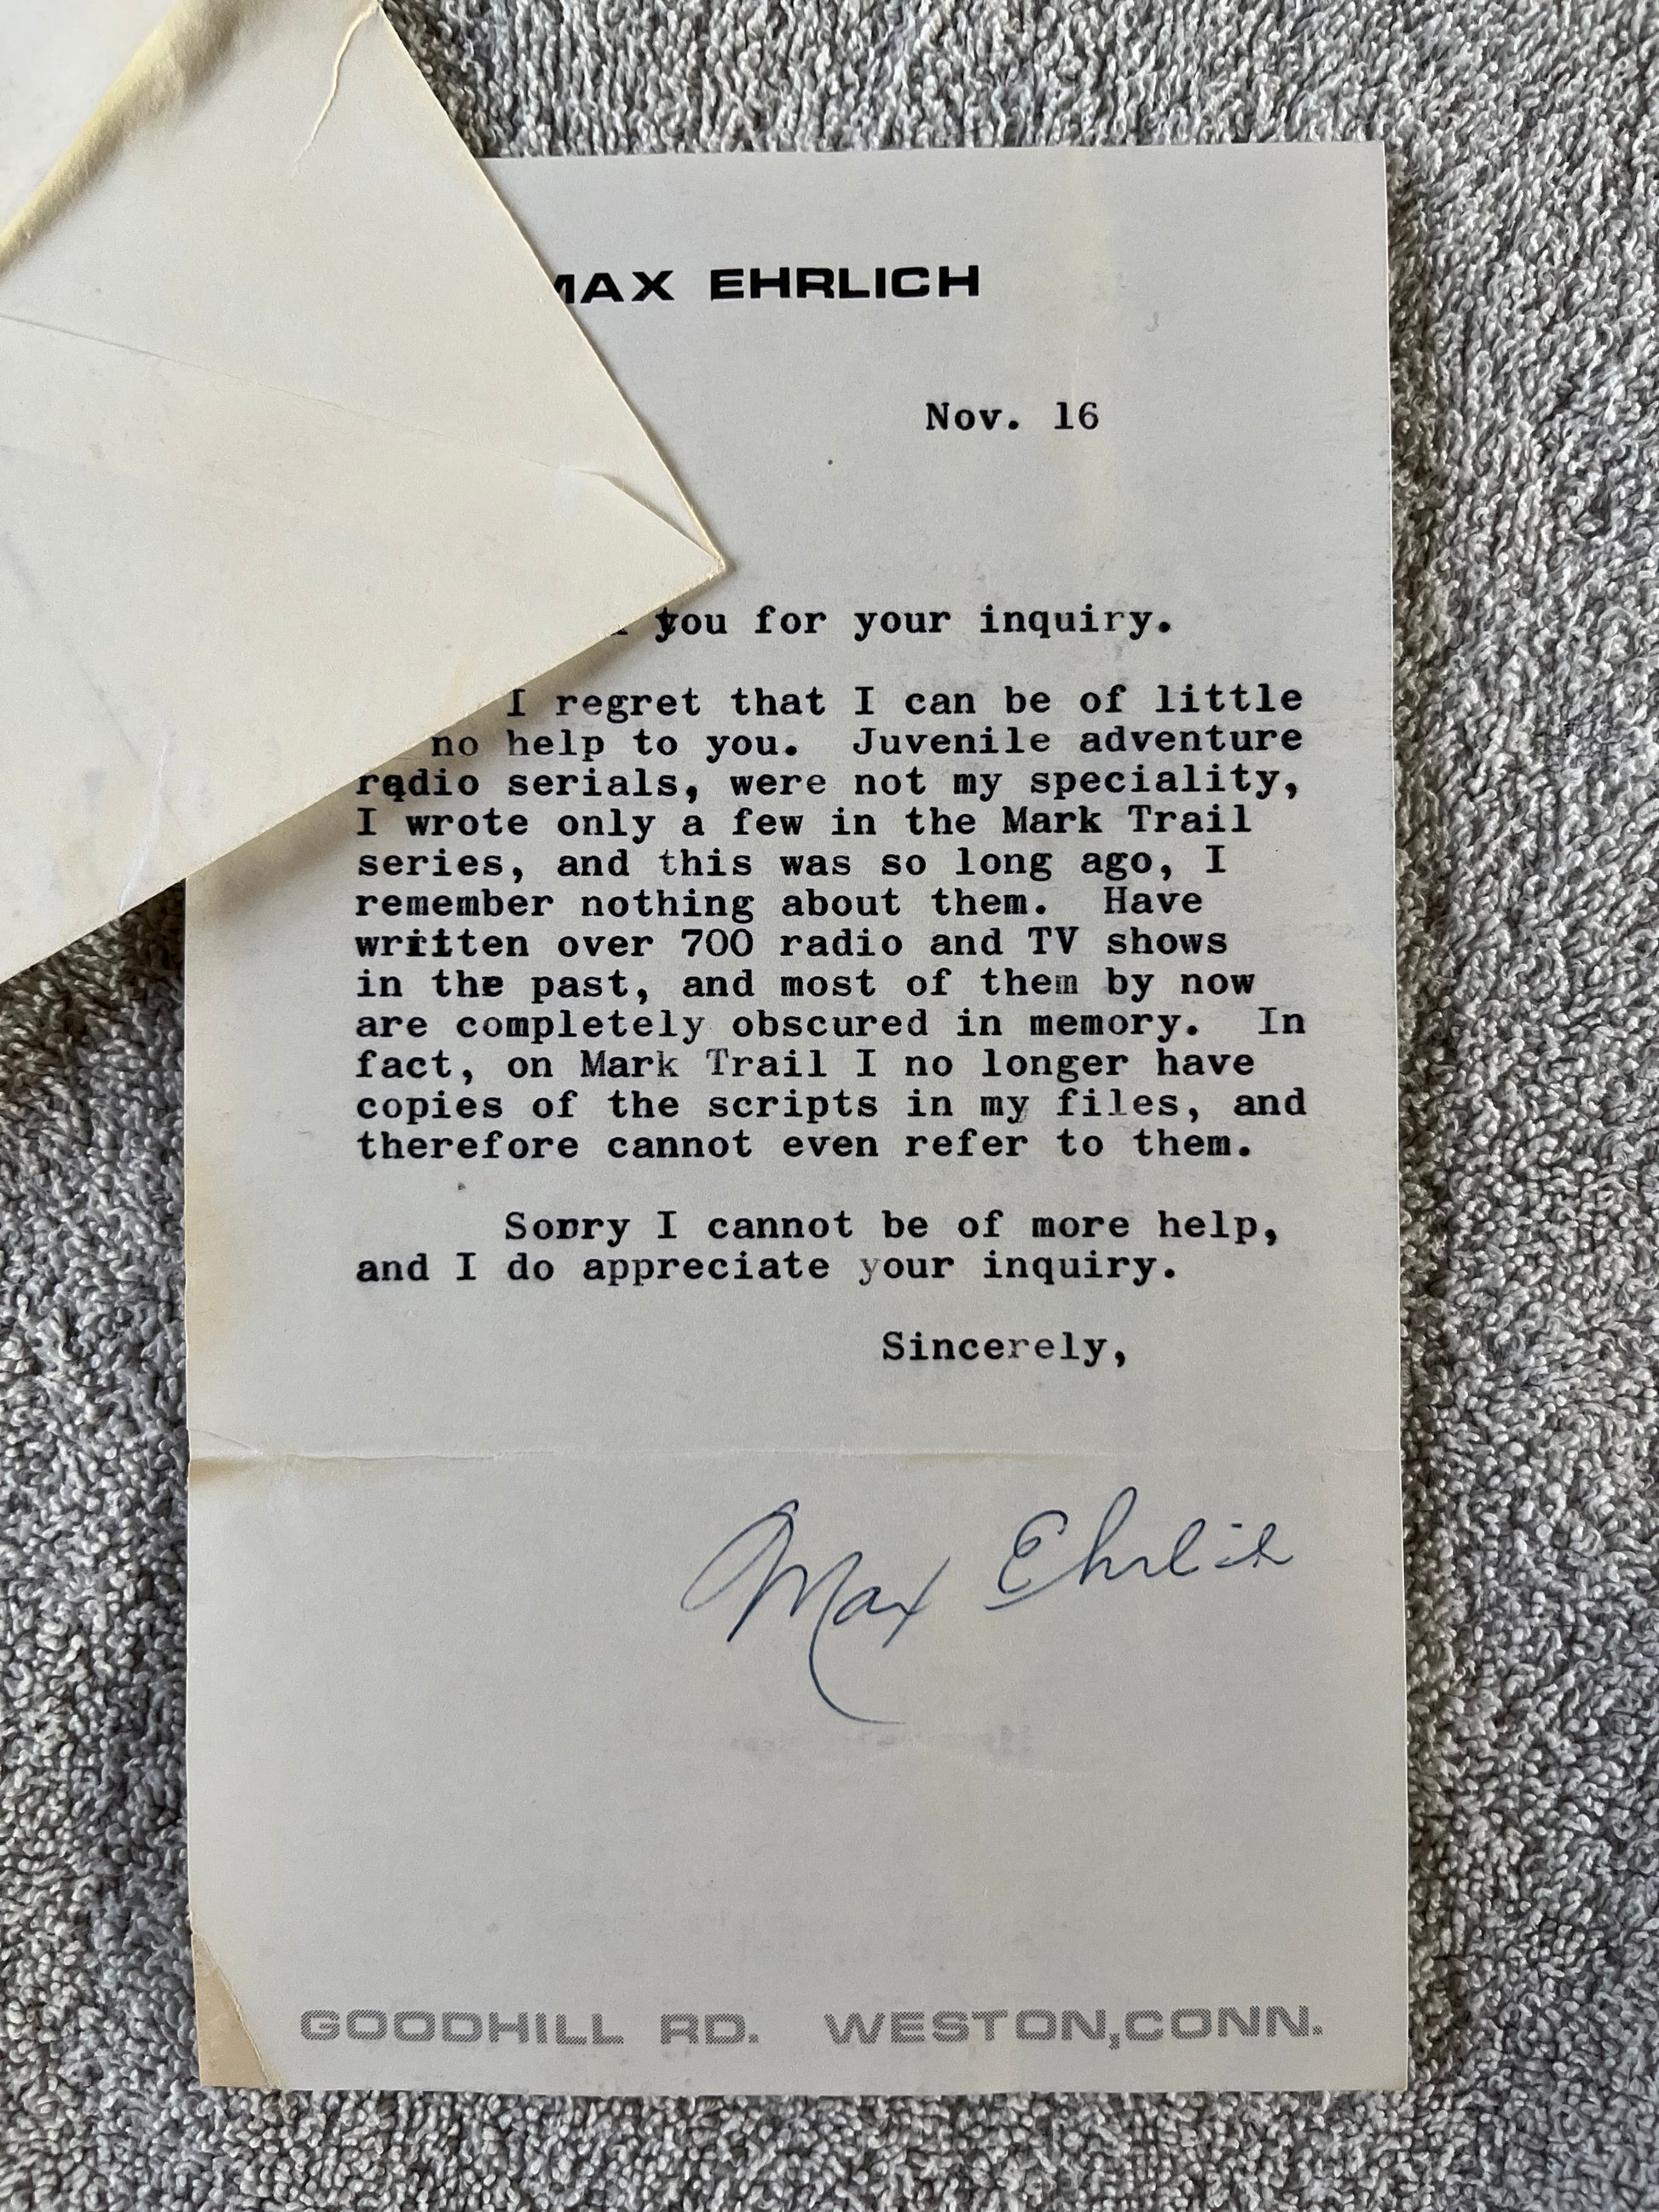 MAX EHRLICH
Nov. 16
you for your inquiry.
I regret that I can be of little
no help to you. Juvenile adventure
radio serials, were not my speciality,
I wrote only a few in the Mark Trail
series, and this was so long ago, I
remember nothing about them. Have
written over 700 radio and TV shows
in the past, and most of them by now
are completely obscured in memory. In
fact, on Mark Trail I no longer have
copies of the scripts in my files, and
therefore cannot even refer to them.
Sorry I cannot be of more help,
and I do appreciate your inquiry.
Sincerely,
Max Ehrlich
GOODHILL RD. WESTON,CONN.